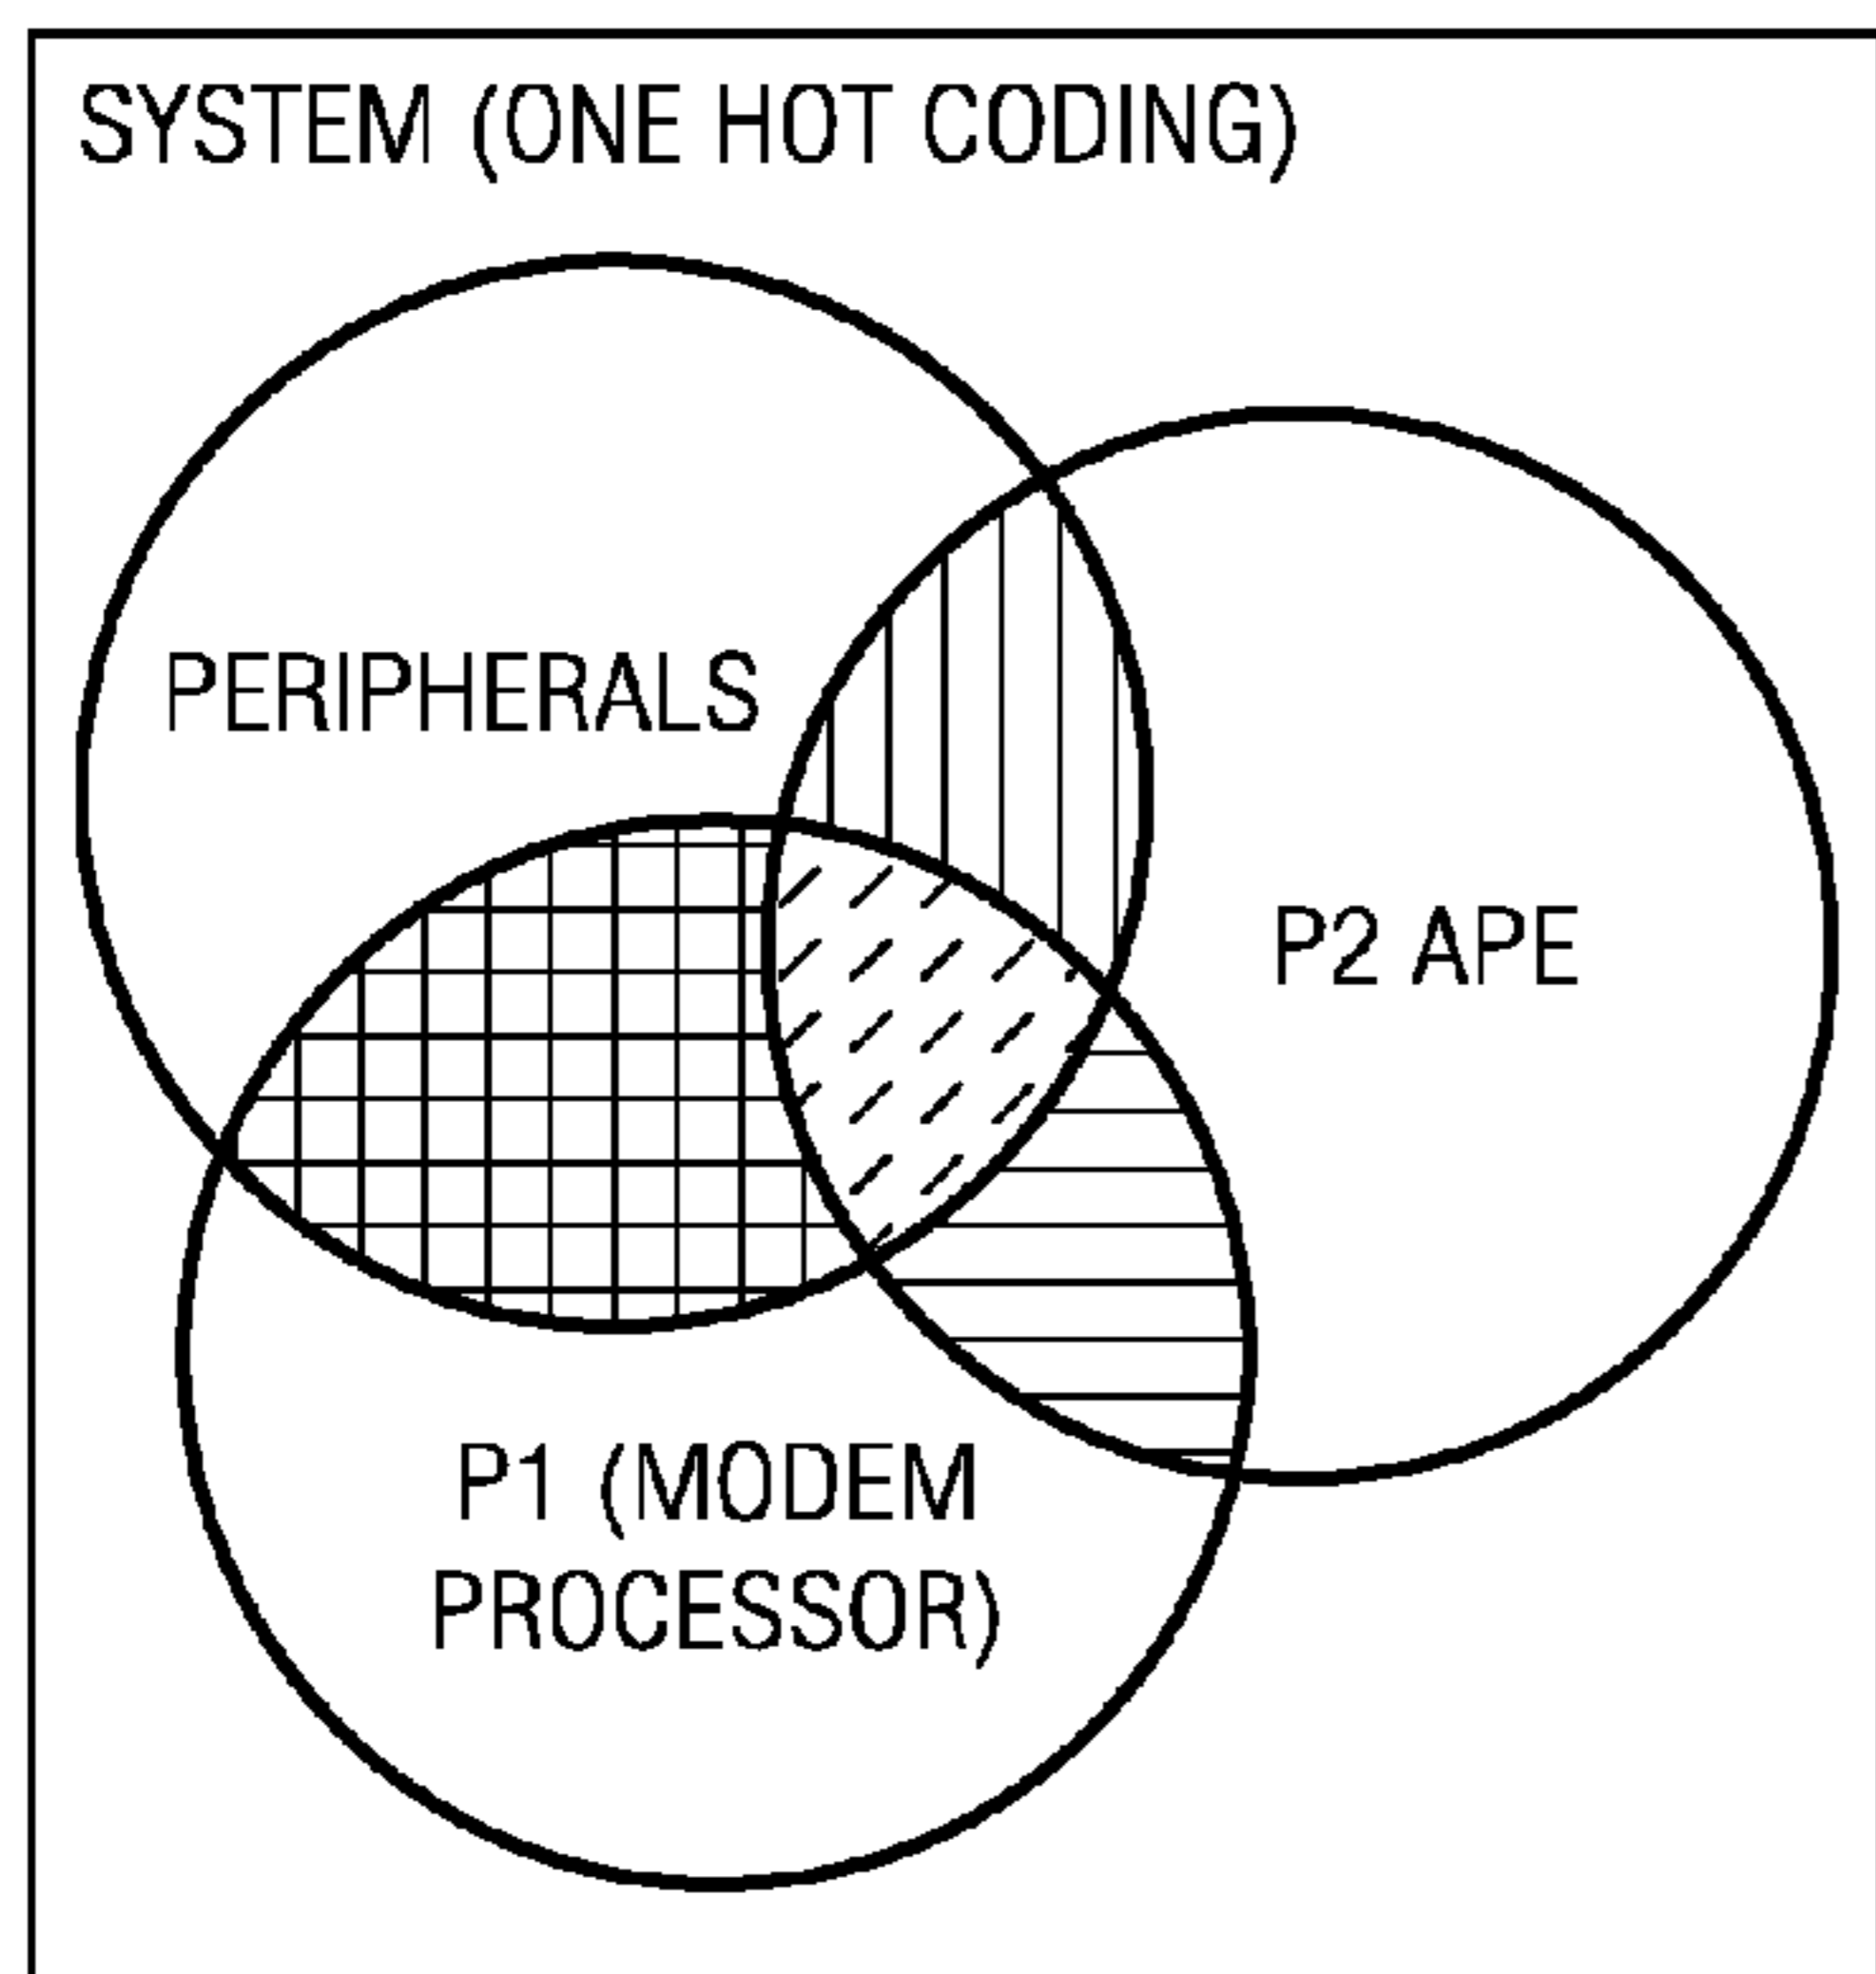 SYSTEM (ONE HOT CODING)
PERIPHERALS
P2 APE
P1 (MODEM
PROCESSOR)